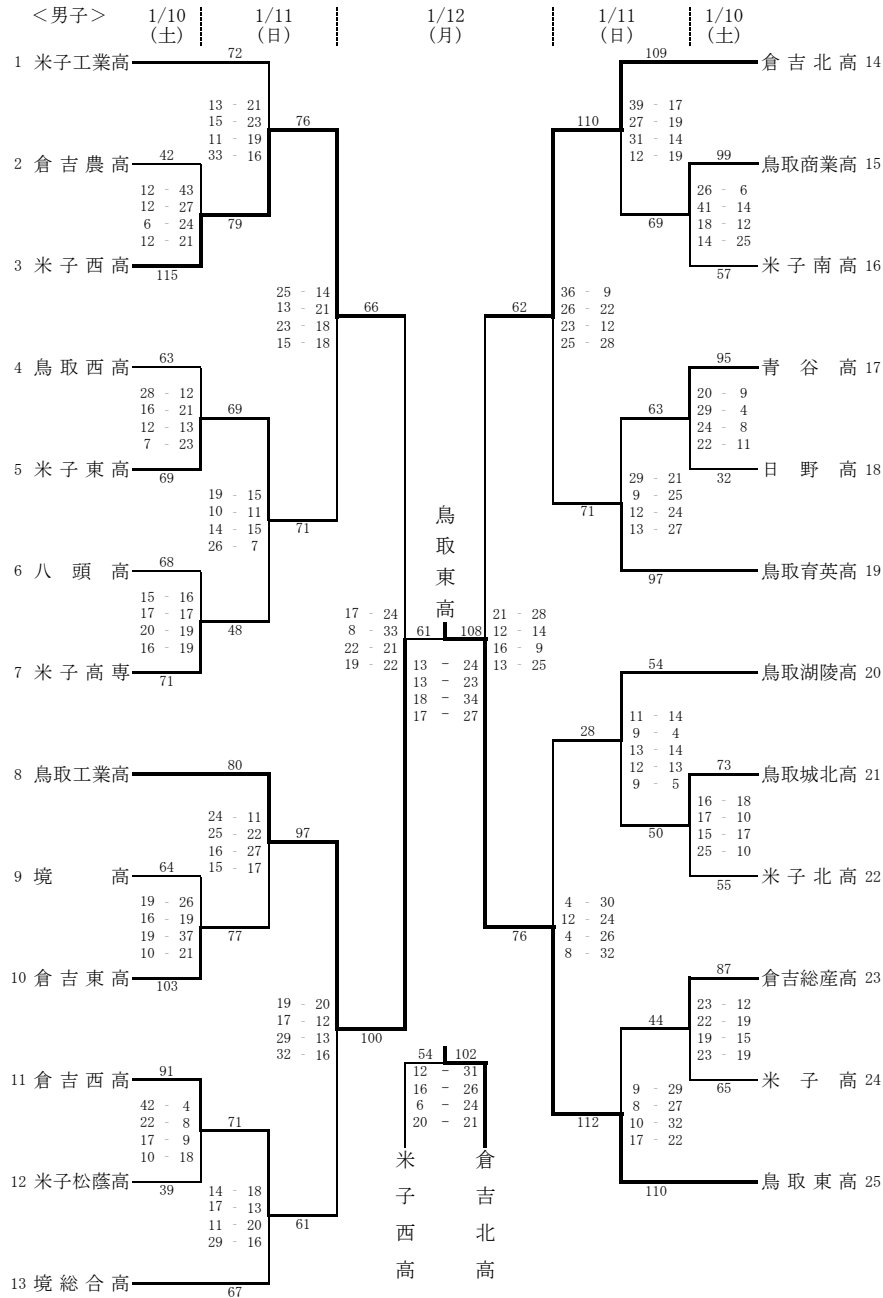 ＜男子＞ 1/10 1/11 1/12 1/11 1/10
(土) (日) (月) (日) (土)
72
1 米子工業高
13 - 21
15 - 23
11 - 19
33 - 16
76
42
2 倉吉農高
12 - 43
12 - 27
6 - 24
12 - 21
79
3 米子西高
115
25 - 14
13 - 21
23 - 18
15 - 18
66
63
4 鳥取西高
28 - 12
16 - 21
12 - 13
7 - 23
69
5 米子東高
69
19 - 15
10 - 11
14 - 15
26 - 7
71
68
6 八頭高
15 - 16
17 - 17
20 - 19
16 - 19
48
7 米子高専
71
17 - 24
8 - 33
22 - 21
19 - 22
80
8 鳥取工業高
24 - 11
25 - 22
16 - 27
15 - 17
97
64
9 境高
19 - 26
16 - 19
19 - 37
10 - 21
77
10 倉吉東高
103
19 - 20
17 - 12
29 - 13
32 - 16
100
91
11 倉吉西高
42 - 4
22 - 8
17 - 9
10 - 18
71
12 米子松蔭高
39
14 - 18
17 - 13
11 - 20
29 - 16
61
13 境総合高
67
鳥取東高
61 108
13 - 24
13 - 23
18 - 34
17 - 27
54 102
12 - 31
16 - 26
6 - 24
20 - 21
米子西高
倉吉北高
109
倉吉北高 14
110
39 - 17
27 - 19
31 - 14
12 - 19
99
鳥取商業高 15
26 - 6
41 - 14
18 - 12
14 - 25
69
米子南高 16
57
62
36 - 9
26 - 22
23 - 12
25 - 28
95
青谷高 17
20 - 9
29 - 4
24 - 8
22 - 11
63
日野高 18
32
29 - 21
9 - 25
12 - 24
13 - 27
71
鳥取育英高 19
97
21 - 28
12 - 14
16 - 9
13 - 25
54
鳥取湖陵高 20
28
11 - 14
9 - 4
13 - 14
12 - 13
9 - 5
73
鳥取城北高 21
16 - 18
17 - 10
15 - 17
25 - 10
50
米子北高 22
55
4 - 30
12 - 24
4 - 26
8 - 32
76
87
倉吉総産高 23
23 - 12
22 - 19
19 - 15
23 - 19
44
米子高 24
65
9 - 29
8 - 27
10 - 32
17 - 22
112
鳥取東高 25
110